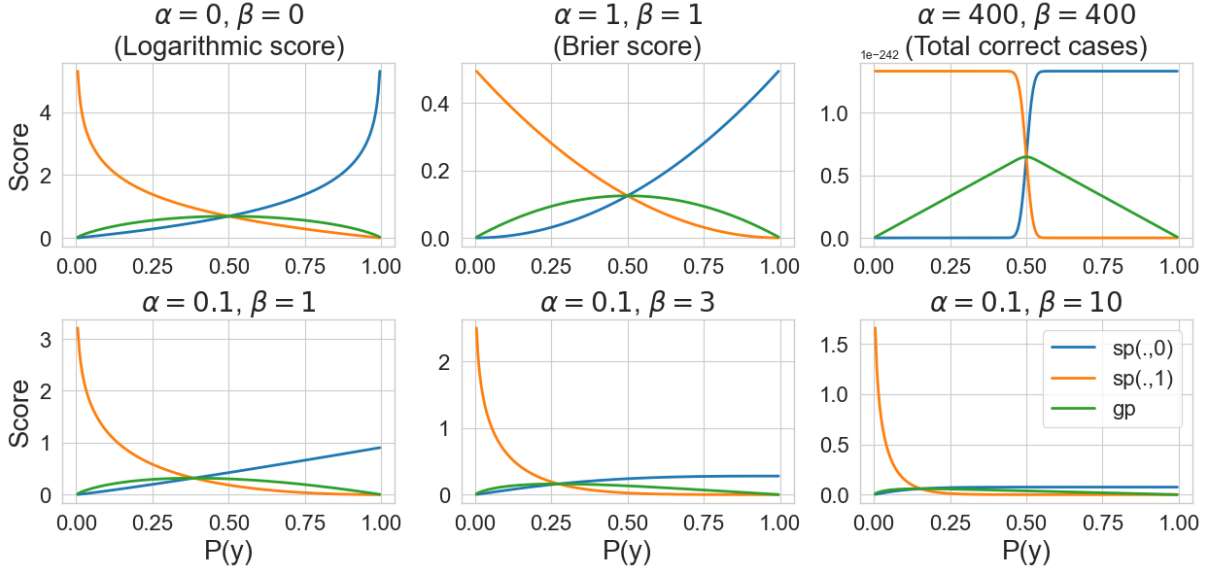 α = 0, β = 0
(Logarithmic score)
α = 1, β = 1
(Brier score)
α = 400, β = 400
(Total correct cases)
1e−242
Score
4
2
0
0.00 0.25 0.50 0.75 1.00
0.4
0.2
0.0
0.00 0.25 0.50 0.75 1.00
1.0
0.5
0.0
0.00 0.25 0.50 0.75 1.00
α = 0.1, β = 1
α = 0.1, β = 3
α = 0.1, β = 10
Score
3
2
1
0
0.00 0.25 0.50 0.75 1.00
P(y)
2
1
0
0.00 0.25 0.50 0.75 1.00
P(y)
1.5
1.0
0.5
0.0
sp(.,0)
sp(.,1)
gp
0.00 0.25 0.50 0.75 1.00
P(y)